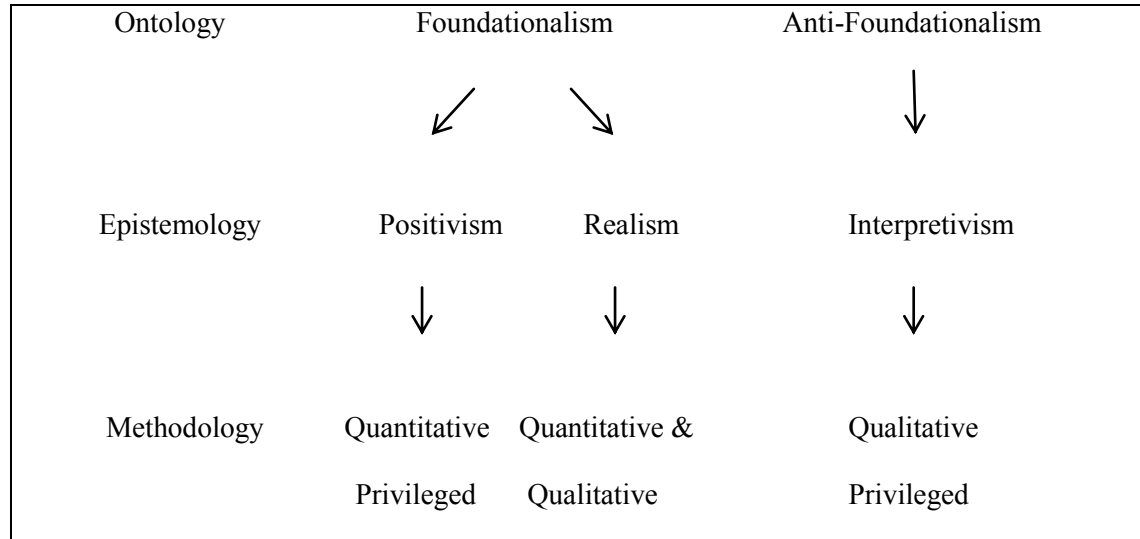 Ontology Foundationalism Anti-Foundationalism
Epistemology Positivism Realism Interpretivism
Methodology Quantitative Quantitative & Qualitative
Privileged Qualitative Privileged